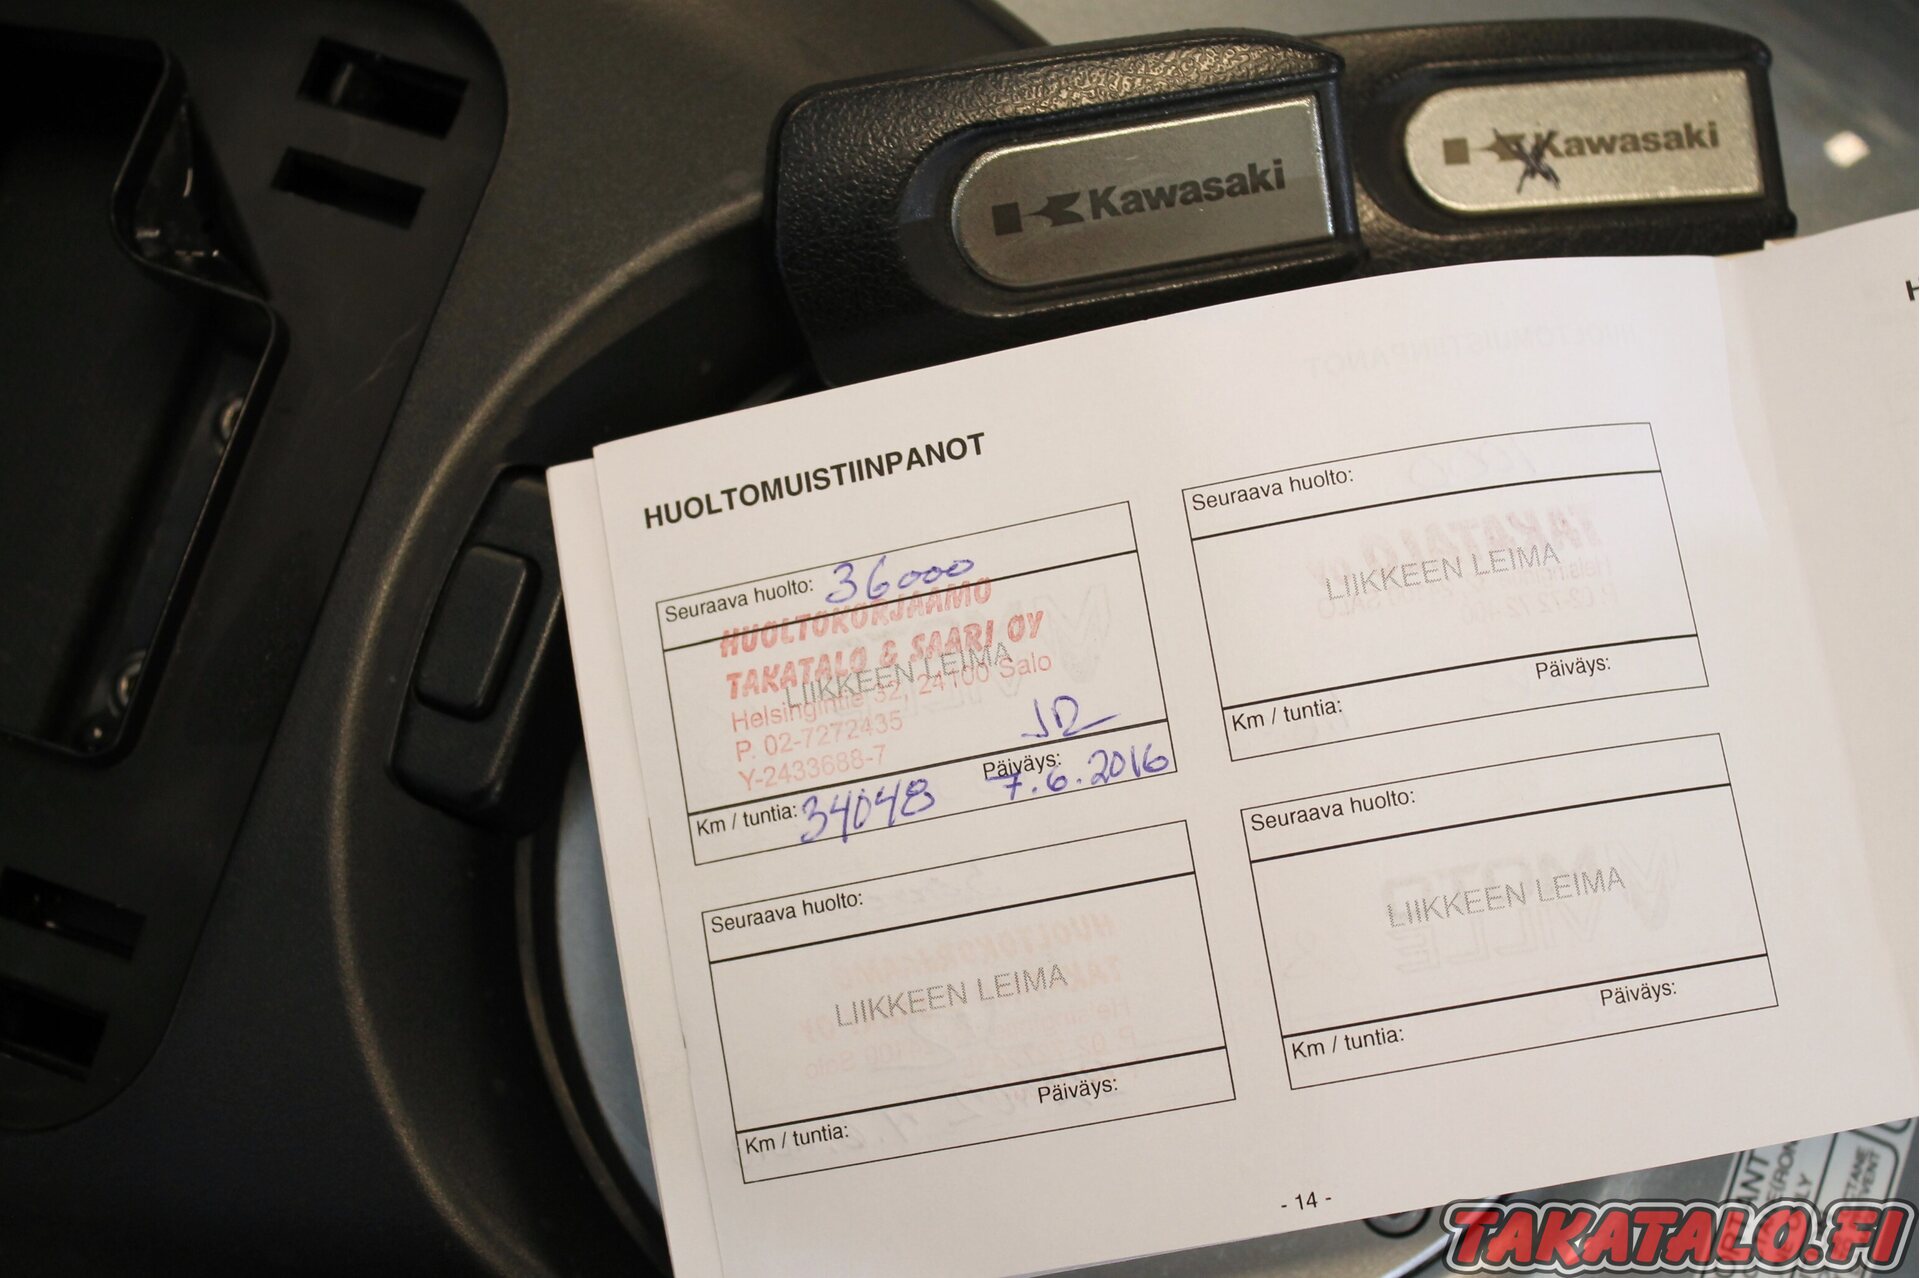 Kawasaki
Kawasaki
HUOLTOMUISTIINPANOT
Seuraava huolto: 36000
HUOLTOKORJAAMO
TAKATALO & SAARI OY
LIIKKEEN LEIMA
Helsingintie 32, 24100 Salo
P. 02-7272435
Y-2433688-7
Päiväys: 7.6.2016
Km / tuntia: 34048
Seuraava huolto:
LIIKKEEN LEIMA
Päiväys:
Km / tuntia:
Seuraava huolto:
LIIKKEEN LEIMA
Päiväys:
Km / tuntia:
Seuraava huolto:
LIIKKEEN LEIMA
Päiväys:
Km / tuntia:
- 14 -
TAKATALO.FI